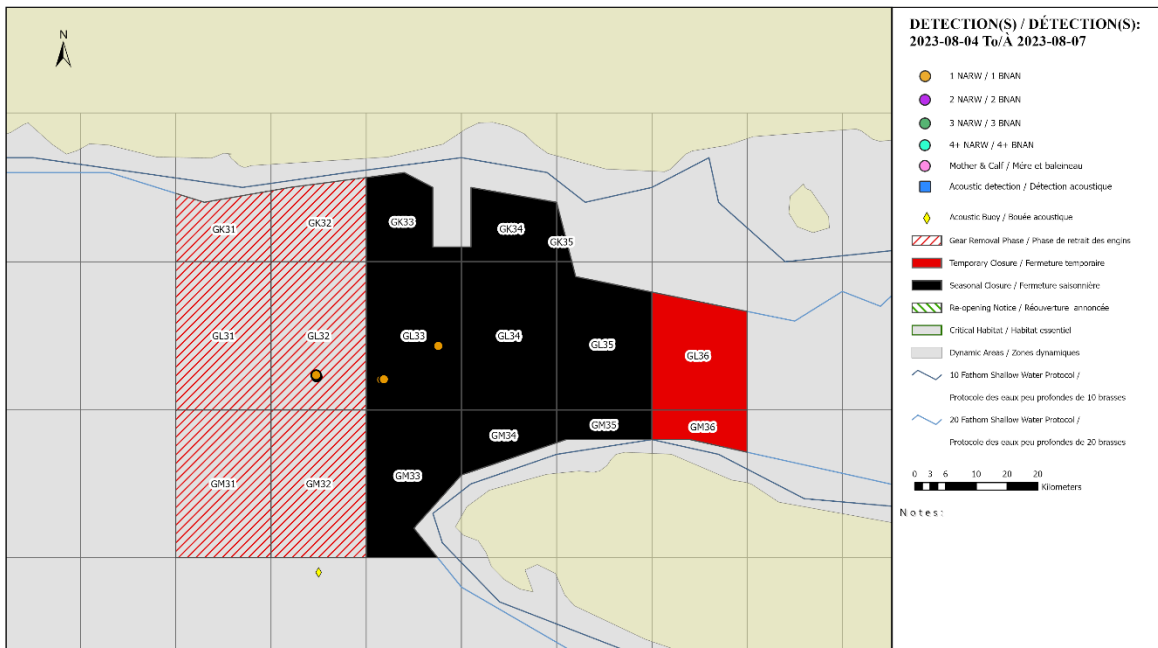 N
GK31
GK32
GK33
GK34
GK35
GL31
GL32
GL33
GL34
GL35
GL36
GM31
GM32
GM33
GM34
GM35
GM36
DETECTION(S) / DÉTECTION(S):
2023-08-04 To/À 2023-08-07
1 NARW / 1 BNAN
2 NARW / 2 BNAN
3 NARW / 3 BNAN
4+ NARW / 4+ BNAN
Mother & Calf / Mère et baleineau
Acoustic detection / Détection acoustique
Acoustic Buoy / Bouée acoustique
Gear Removal Phase / Phase de retrait des engins
Temporary Closure / Fermeture temporaire
Seasonal Closure / Fermeture saisonnière
Re-opening Notice / Réouverture annoncée
Critical Habitat / Habitat essentiel
Dynamic Areas / Zones dynamiques
10 Fathom Shallow Water Protocol /
Protocole des eaux peu profondes de 10 brasses
20 Fathom Shallow Water Protocol /
Protocole des eaux peu profondes de 20 brasses
0 3 6 10 20 20
Kilometers
Notes: